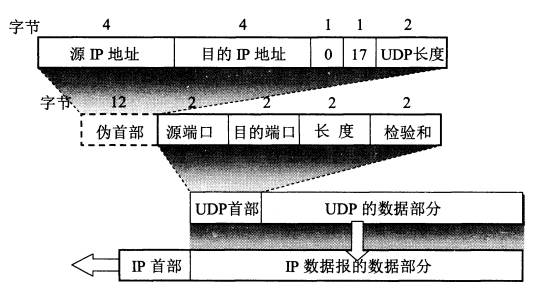 字节 4 4 1 1 2
源 IP 地址 目的 IP 地址 0 17 UDP长度
字节 12 2 2 2 2
伪首部 源端口 目的端口 长 度 检验和
UDP首部 UDP 的数据部分
IP 首部 IP 数据报的数据部分